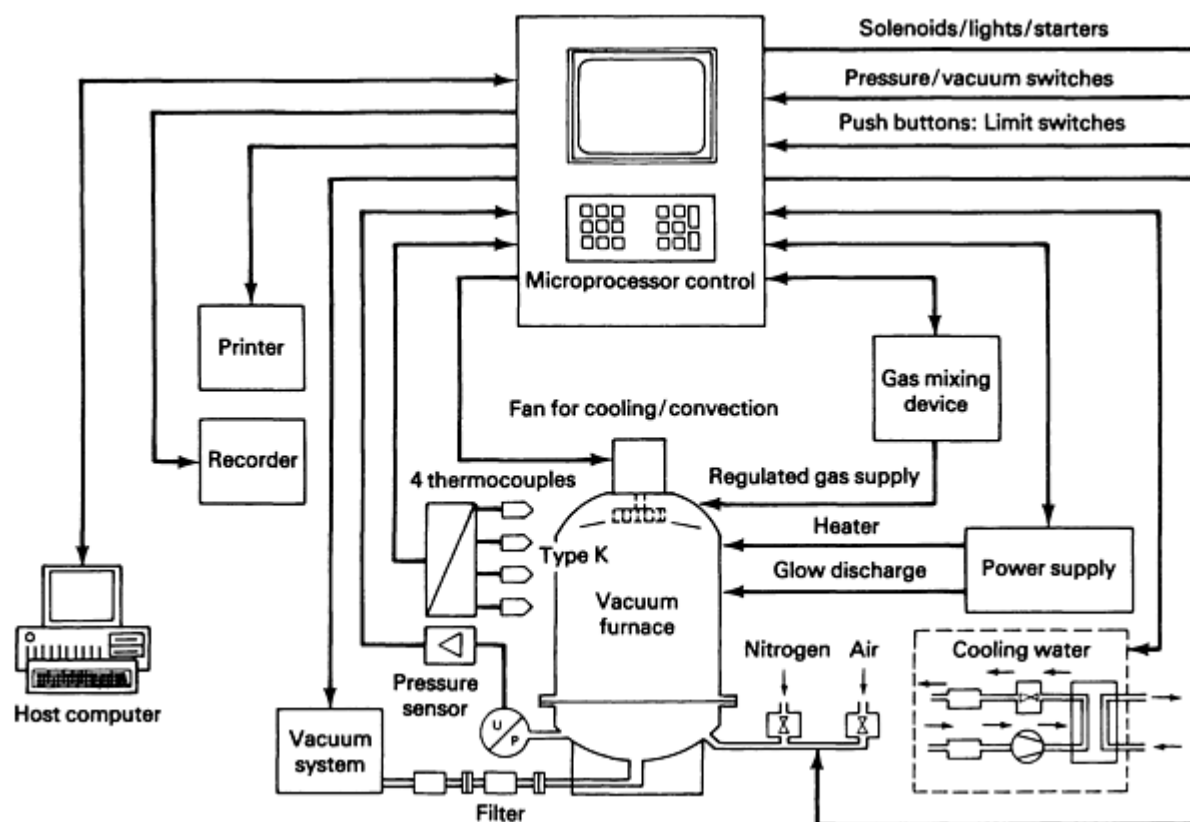 Solenoids/lights/starters
Pressure/vacuum switches
Push buttons: Limit switches
Microprocessor control
Printer
Gas mixing
device
Fan for cooling/convection
Recorder
4 thermocouples
Regulated gas supply
Type K
Heater
Glow discharge
Power supply
Vacuum
furnace
Nitrogen
Air
Cooling water
Pressure
sensor
Host computer
U
P
Vacuum
system
Filter